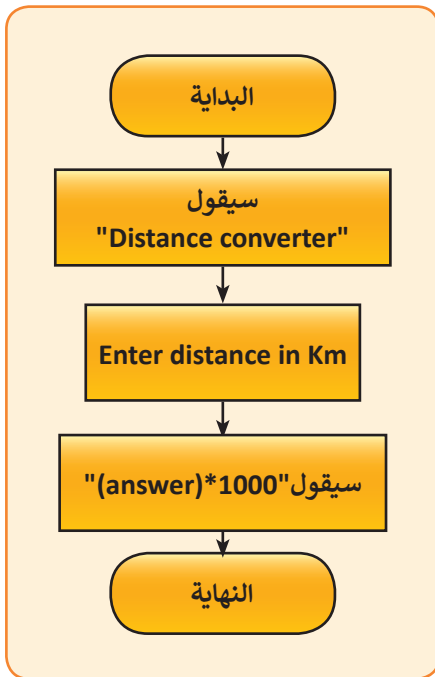 البداية
سيقول
"Distance converter"
Enter distance in Km
سيقول"(answer)*1000"
النهاية